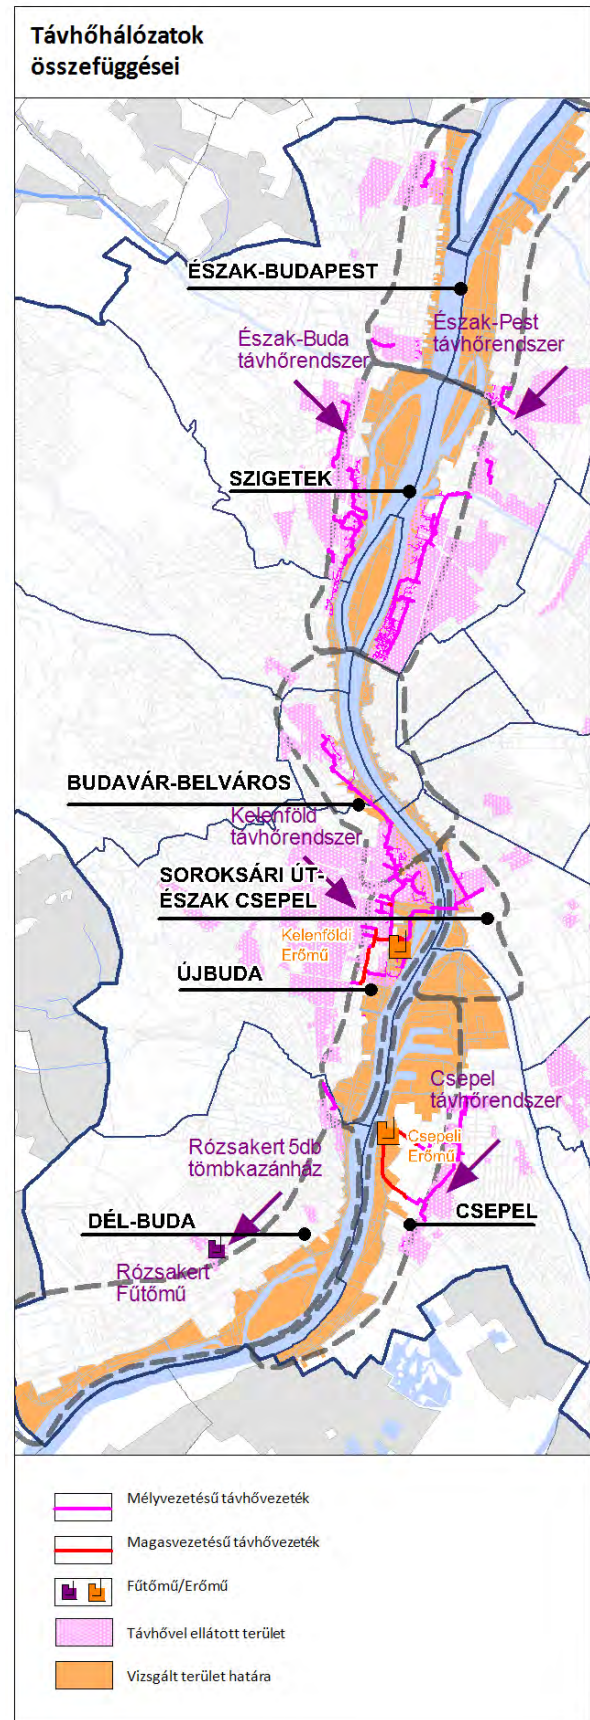 Távhőhálózatok
összefüggései
ÉSZAK-BUDAPEST
Észak-Buda
távhőrendszer
Észak-Pest
távhőrendszer
SZIGETEK
BUDAVÁR-BELVÁROS
Kelenföld
távhőrendszer
SOROKSÁRI ÚT-
ÉSZAK CSEPEL
Kelenföldi
Erőmű
ÚJBUDA
Csepel
távhőrendszer
Csepeli
Erőmű
Rózsakert 5db
tömbkazánház
DÉL-BUDA
CSEPEL
Rózsakert
Fűtőmű
Mélyvezetésű távhővezeték
Magasvezetésű távhővezeték
Fűtőmű/Erőmű
Távhővel ellátott terület
Vizsgált terület határa